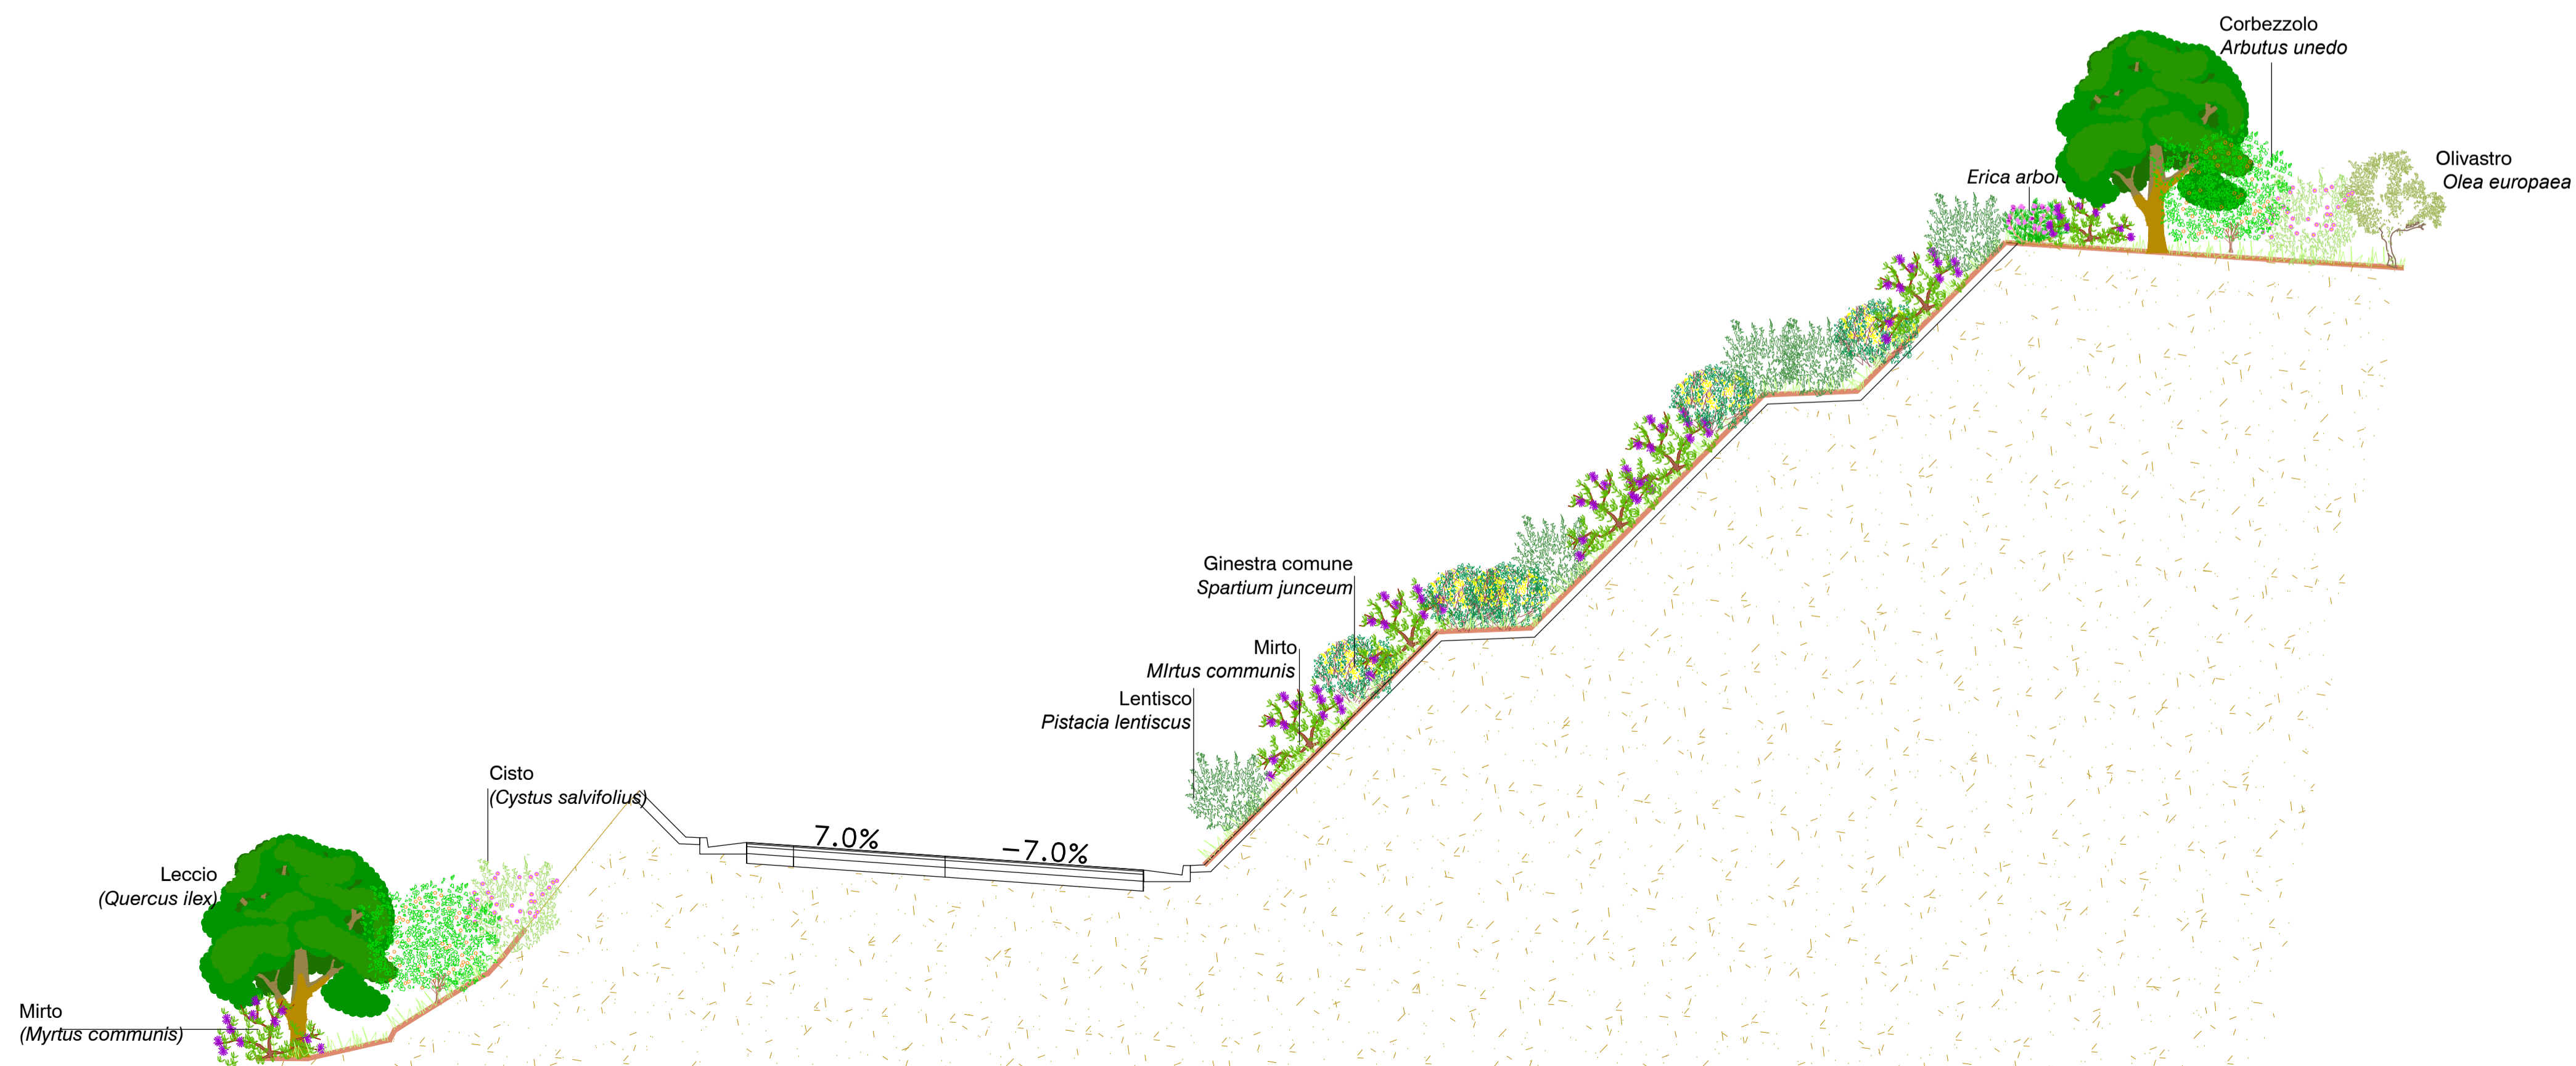 Corbezzolo
Arbutus unedo
Olivastro
Olea europaea
Erica arbor
Ginestra comune
Spartium junceum
Mirto
MIrtus communis
Lentisco
Pistacia lentiscus
Cisto
(Cystus salvifolius)
7.0%
−7.0%
Leccio
(Quercus ilex)
Mirto
(Myrtus communis)